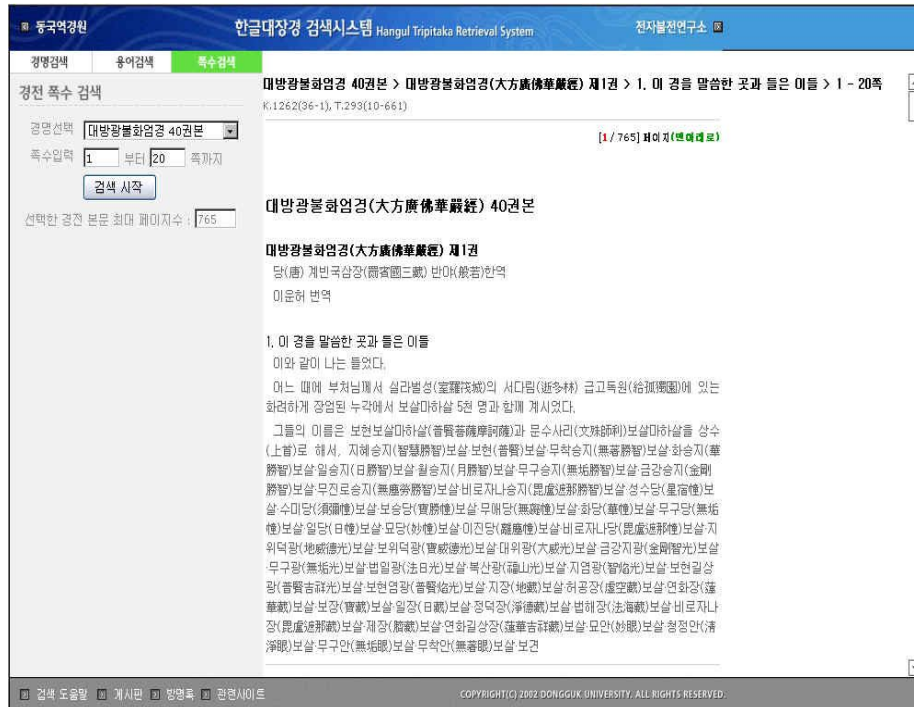 동국역경원
한글대장경 검색시스템 Hangul Tripitaka Retrieval System
전자불전연구소
경명검색 용어검색 쪽수검색
경전 쪽수 검색
경명선택 대방광불화엄경 40권본
쪽수입력 1 부터 20 쪽까지
검색 시작
선택한 경전 본문 최대 페이지수 : 765
대방광불화엄경 40권본 > 대방광불화엄경(大方廣佛華嚴經) 제1권 > 1. 이 경을 말씀한 곳과 들은 이들 > 1 - 20쪽
K.1262(36-1), T.293(10-661)
[1 / 765] 페이지(맨아래로)
대방광불화엄경(大方廣佛華嚴經) 40권본
대방광불화엄경(大方廣佛華嚴經) 제1권
당(唐) 계빈국삼장(罽賓國三藏) 반야(般若)한역
이운허 번역
1. 이 경을 말씀한 곳과 들은 이들
이와 같이 나는 들었다.
어느 때에 부처님께서 실라벌성(室羅筏城)의 서다림(逝多林) 급고독원(給孤獨園)에 있는
화려하게 장엄된 누각에서 보살마하살 5천 명과 함께 계시었다.
그들의 이름은 보현보살마하살(普賢菩薩摩訶薩)과 문수사리(文殊師利)보살마하살을 상수
(上首)로 해서, 지혜승지(智慧勝智)보살·보현(普賢)보살·무착승지(無著勝智)보살·화승지(華
勝智)보살·일승지(日勝智)보살·월승지(月勝智)보살·무구승지(無垢勝智)보살·금강승지(金剛
勝智)보살·무진로승지(無塵勞勝智)보살·비로자나승지(毘盧遮那勝智)보살·성수당(星宿幢)보
살·수미당(須彌幢)보살·보승당(寶勝幢)보살·무애당(無礙幢)보살·화당(華幢)보살·무구당(無垢
幢)보살·일당(日幢)보살·묘당(妙幢)보살·이진당(離塵幢)보살·비로자나당(毘盧遮那幢)보살·지
위덕광(地威德光)보살·보위덕광(寶威德光)보살·대위광(大威光)보살·금강지광(金剛智光)보살
·무구광(無垢光)보살·법일광(法日光)보살·복산광(福山光)보살·지염광(智焰光)보살·보현길상
광(普賢吉祥光)보살·보현염광(普賢焰光)보살·지장(地藏)보살·허공장(虛空藏)보살·연화장(蓮
華藏)보살·보장(寶藏)보살·일장(日藏)보살·정덕장(淨德藏)보살·법해장(法海藏)보살·비로자나
장(毘盧遮那藏)보살·제장(臍藏)보살·연화길상장(蓮華吉祥藏)보살·묘안(妙眼)보살·청정안(淸
淨眼)보살·무구안(無垢眼)보살·무착안(無著眼)보살·보견
검색 도움말 게시판 방명록 관련사이트
COPYRIGHT(C) 2002 DONGGUK UNIVERSITY. ALL RIGHTS RESERVED.